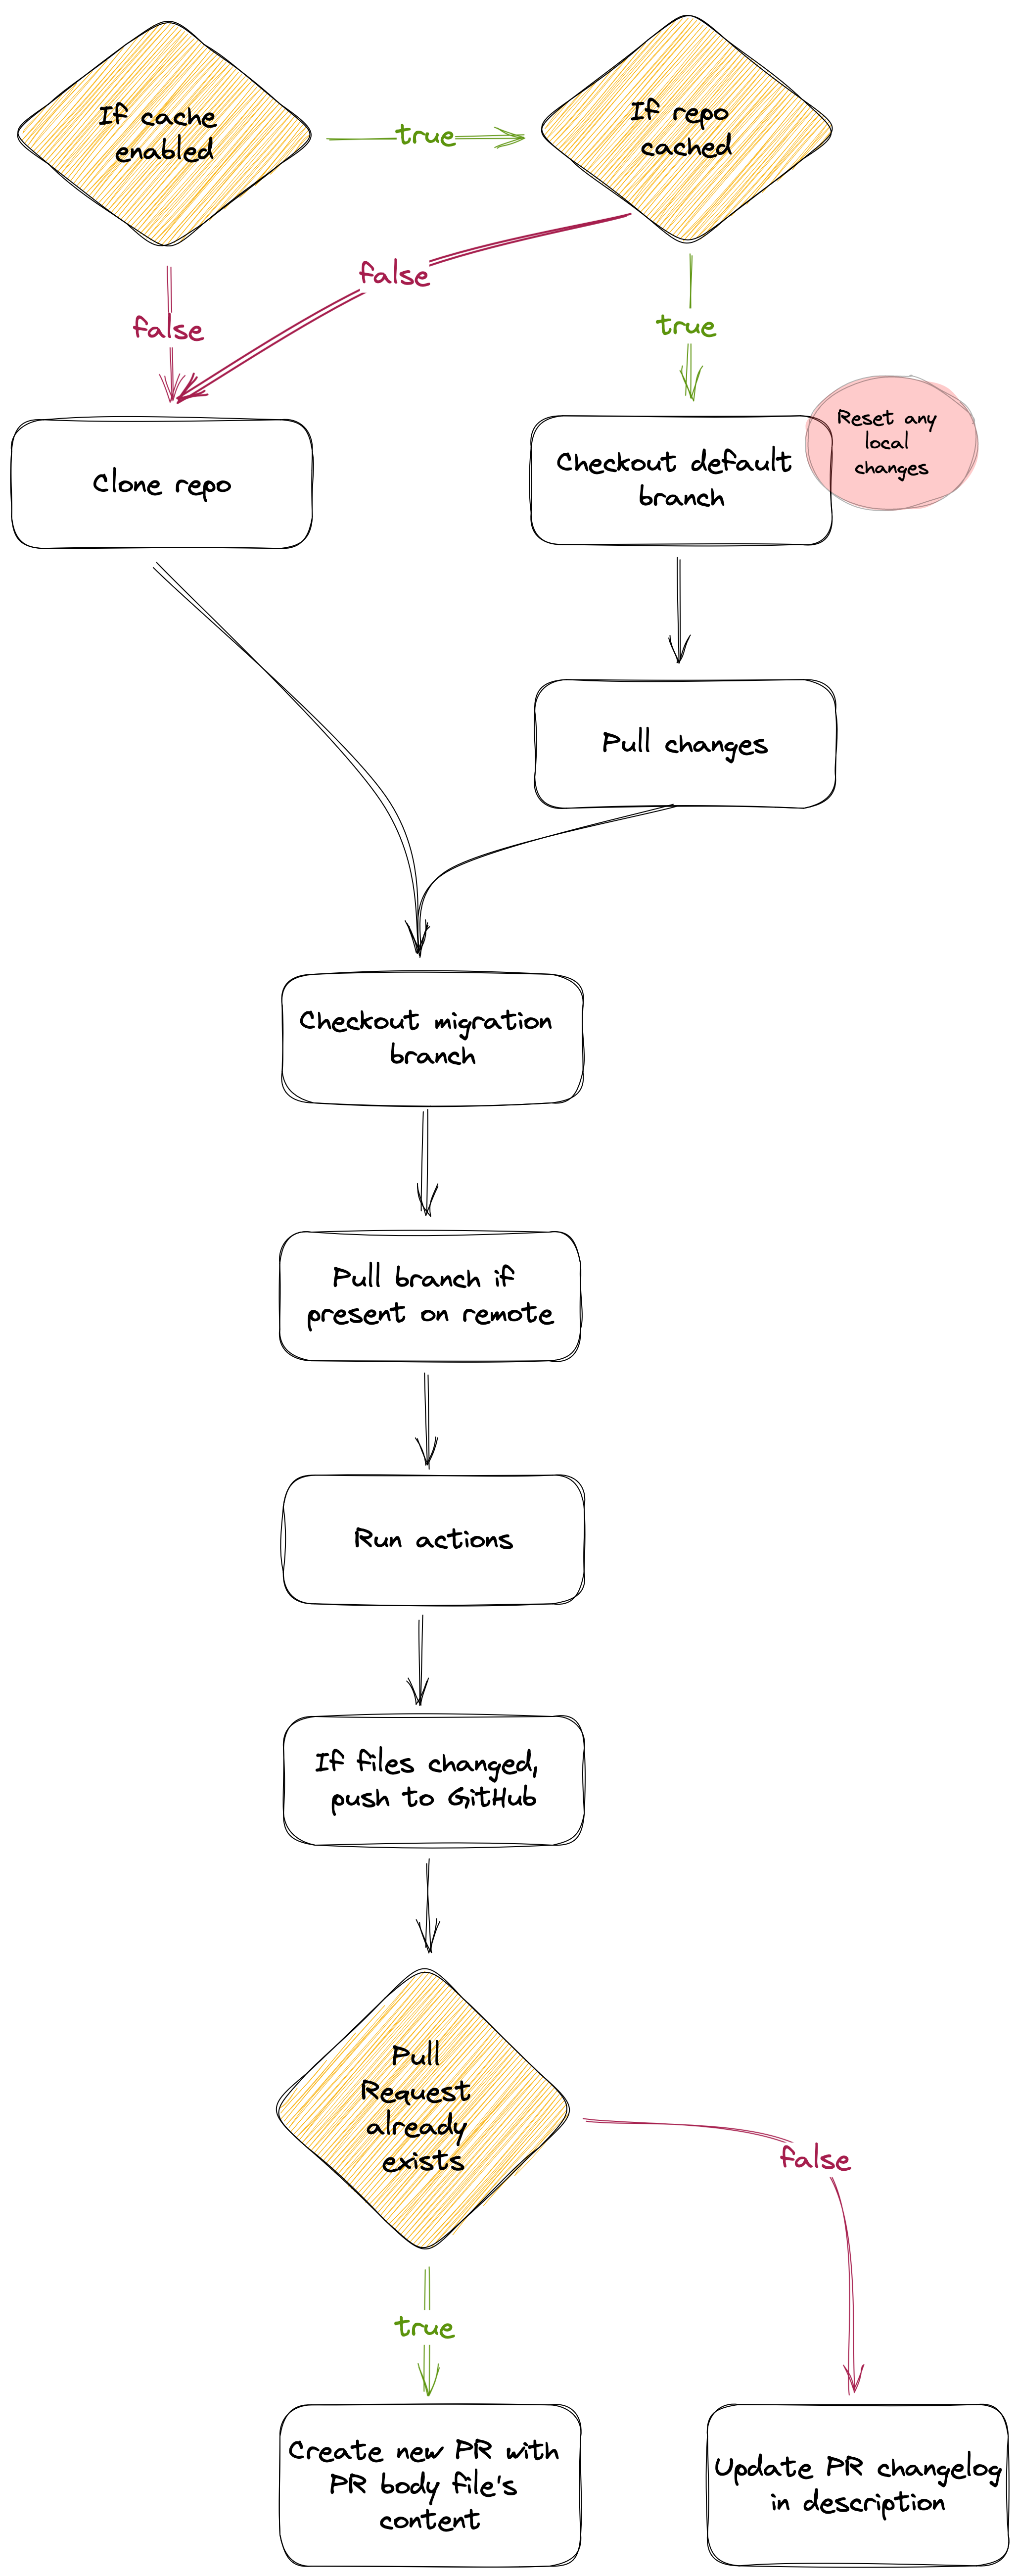 If cache
enabled
true
If repo
cached
false
false
true
Clone repo
Checkout default
branch
Reset any
local
changes
Pull changes
Checkout migration
branch
Pull branch if
present on remote
Run actions
If files changed,
push to GitHub
Pull
Request
already
exists
false
true
Create new PR with
PR body file's
content
Update PR changelog
in description